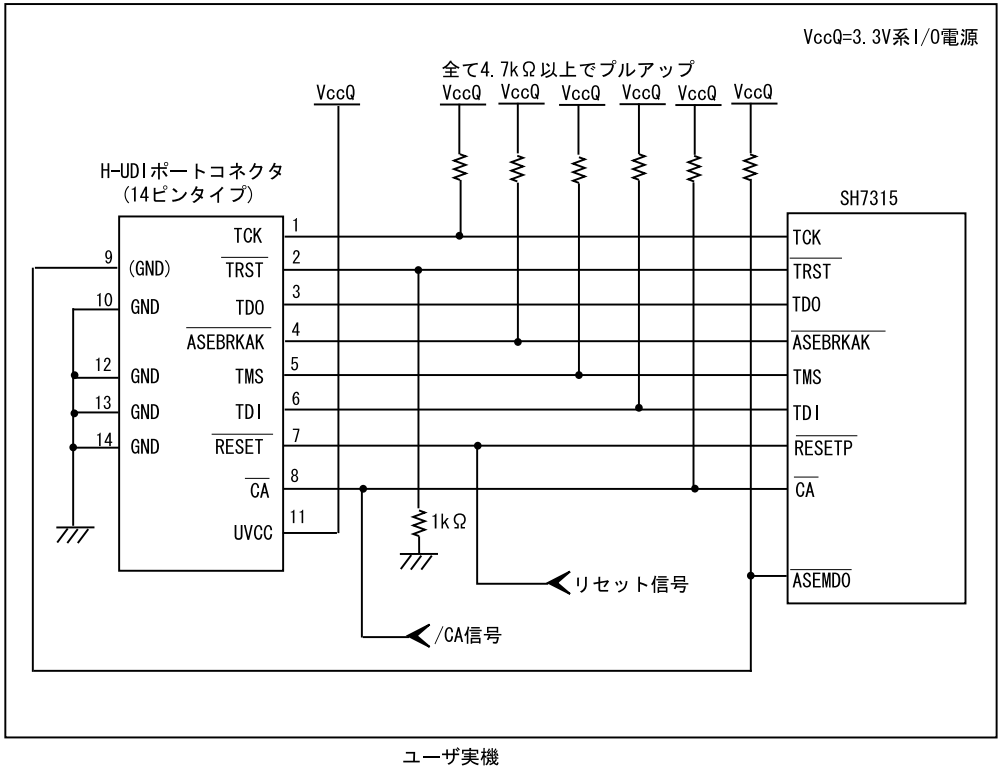 VccQ=3.3V系I/O電源
全て4.7kΩ以上でプルアップ
VccQ
VccQ
VccQ
VccQ
VccQ
VccQ
VccQ
H-UDIポートコネクタ
(14ピンタイプ)
SH7315
TCK
1
TCK
9
(GND)
TRST
2
TRST
10
GND
TDO
3
TDO
ASEBRKAK
4
ASEBRKAK
12
GND
TMS
5
TMS
13
GND
TDI
6
TDI
14
GND
RESET
7
RESETP
CA
8
CA
UVCC
11
1kΩ
リセット信号
ASEMD0
/CA信号
ユーザ実機